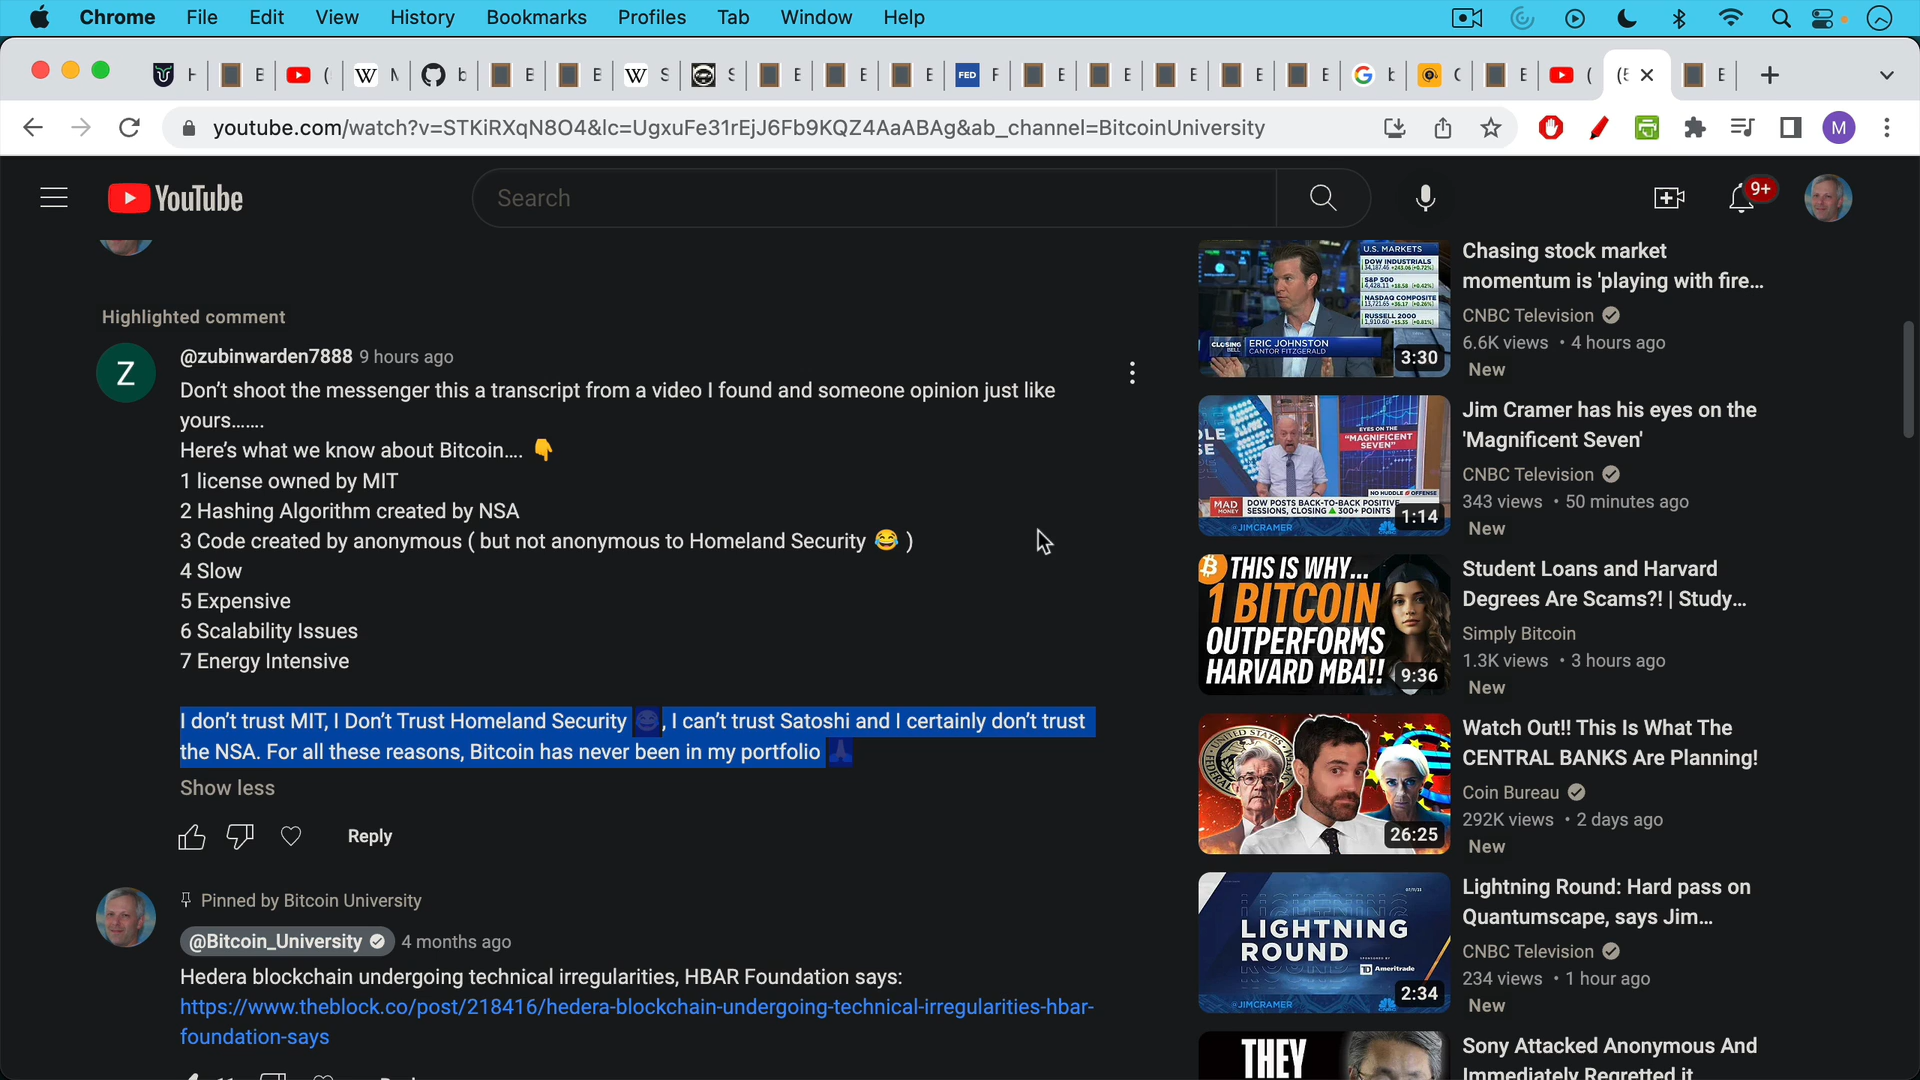 Chrome File Edit View History Bookmarks Profiles Tab Window Help
youtube.com/watch?v=STKiRXqN8O4&lc=UgxuFe31rEjJ6Fb9KQZ4AaABAg&ab_channel=BitcoinUniversity
M
YouTube
Search
9+
Highlighted comment
Z
@zubinwarden7888 9 hours ago
Don’t shoot the messenger this a transcript from a video I found and someone opinion just like
yours…….
Here’s what we know about Bitcoin…. 👇
1 license owned by MIT
2 Hashing Algorithm created by NSA
3 Code created by anonymous ( but not anonymous to Homeland Security 😂 )
4 Slow
5 Expensive
6 Scalability Issues
7 Energy Intensive
I don’t trust MIT, I Don’t Trust Homeland Security 😂, I can’t trust Satoshi and I certainly don’t trust
the NSA. For all these reasons, Bitcoin has never been in my portfolio 🙏
Show less
Reply
Pinned by Bitcoin University
@Bitcoin_University 4 months ago
Hedera blockchain undergoing technical irregularities, HBAR Foundation says:
https://www.theblock.co/post/218416/hedera-blockchain-undergoing-technical-irregularities-hbar-
foundation-says
U.S. MARKETS
DOW INDUSTRIALS
S&P 500
NASDAQ COMPOSITE
RUSSELL 2000
CLOSING
BELL
ERIC JOHNSTON
CANTOR FITZGERALD
3:30
Chasing stock market
momentum is 'playing with fire...
CNBC Television
6.6K views • 4 hours ago
New
EYES ON THE
"MAGNIFICENT
SEVEN"
NO HUDDLE OFFENSE
MAD
MONEY
DOW POSTS BACK-TO-BACK POSITIVE
SESSIONS, CLOSING ▲ 300+ POINTS
@JIMCRAMER
1:14
Jim Cramer has his eyes on the
'Magnificent Seven'
CNBC Television
343 views • 50 minutes ago
New
THIS IS WHY...
1 BITCOIN
OUTPERFORMS
HARVARD MBA!!
9:36
Student Loans and Harvard
Degrees Are Scams?! | Study...
Simply Bitcoin
1.3K views • 3 hours ago
New
26:25
Watch Out!! This Is What The
CENTRAL BANKS Are Planning!
Coin Bureau
292K views • 2 days ago
New
LIGHTNING
ROUND
SPONSORED BY
TD Ameritrade
@JIMCRAMER
2:34
Lightning Round: Hard pass on
Quantumscape, says Jim...
CNBC Television
234 views • 1 hour ago
New
THEY
Sony Attacked Anonymous And
Immediately Regretted it